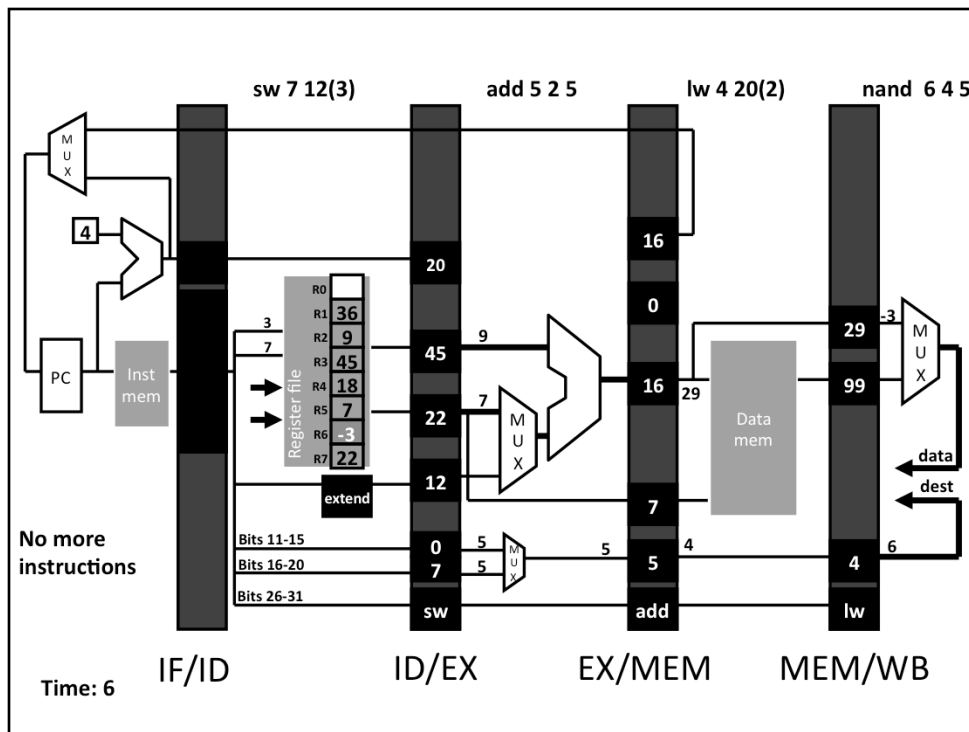 sw 7 12(3)
add 5 2 5
lw 4 20(2)
nand 6 4 5
M
U
X
4
16
20
R0
0
3
R1 36
9
29
-3
R2 9
M
U
X
7
R3 45
45
PC
Inst
mem
Register file
R4 18
16
29
99
R5 7
7
22
M
U
X
Data
mem
R6 -3
R7 22
data
12
extend
dest
7
No more
instructions
Bits 11-15
0
5
M
U
X
5
5
4
4
6
Bits 16-20
7
5
Bits 26-31
sw
add
lw
IF/ID
ID/EX
EX/MEM
MEM/WB
Time: 6